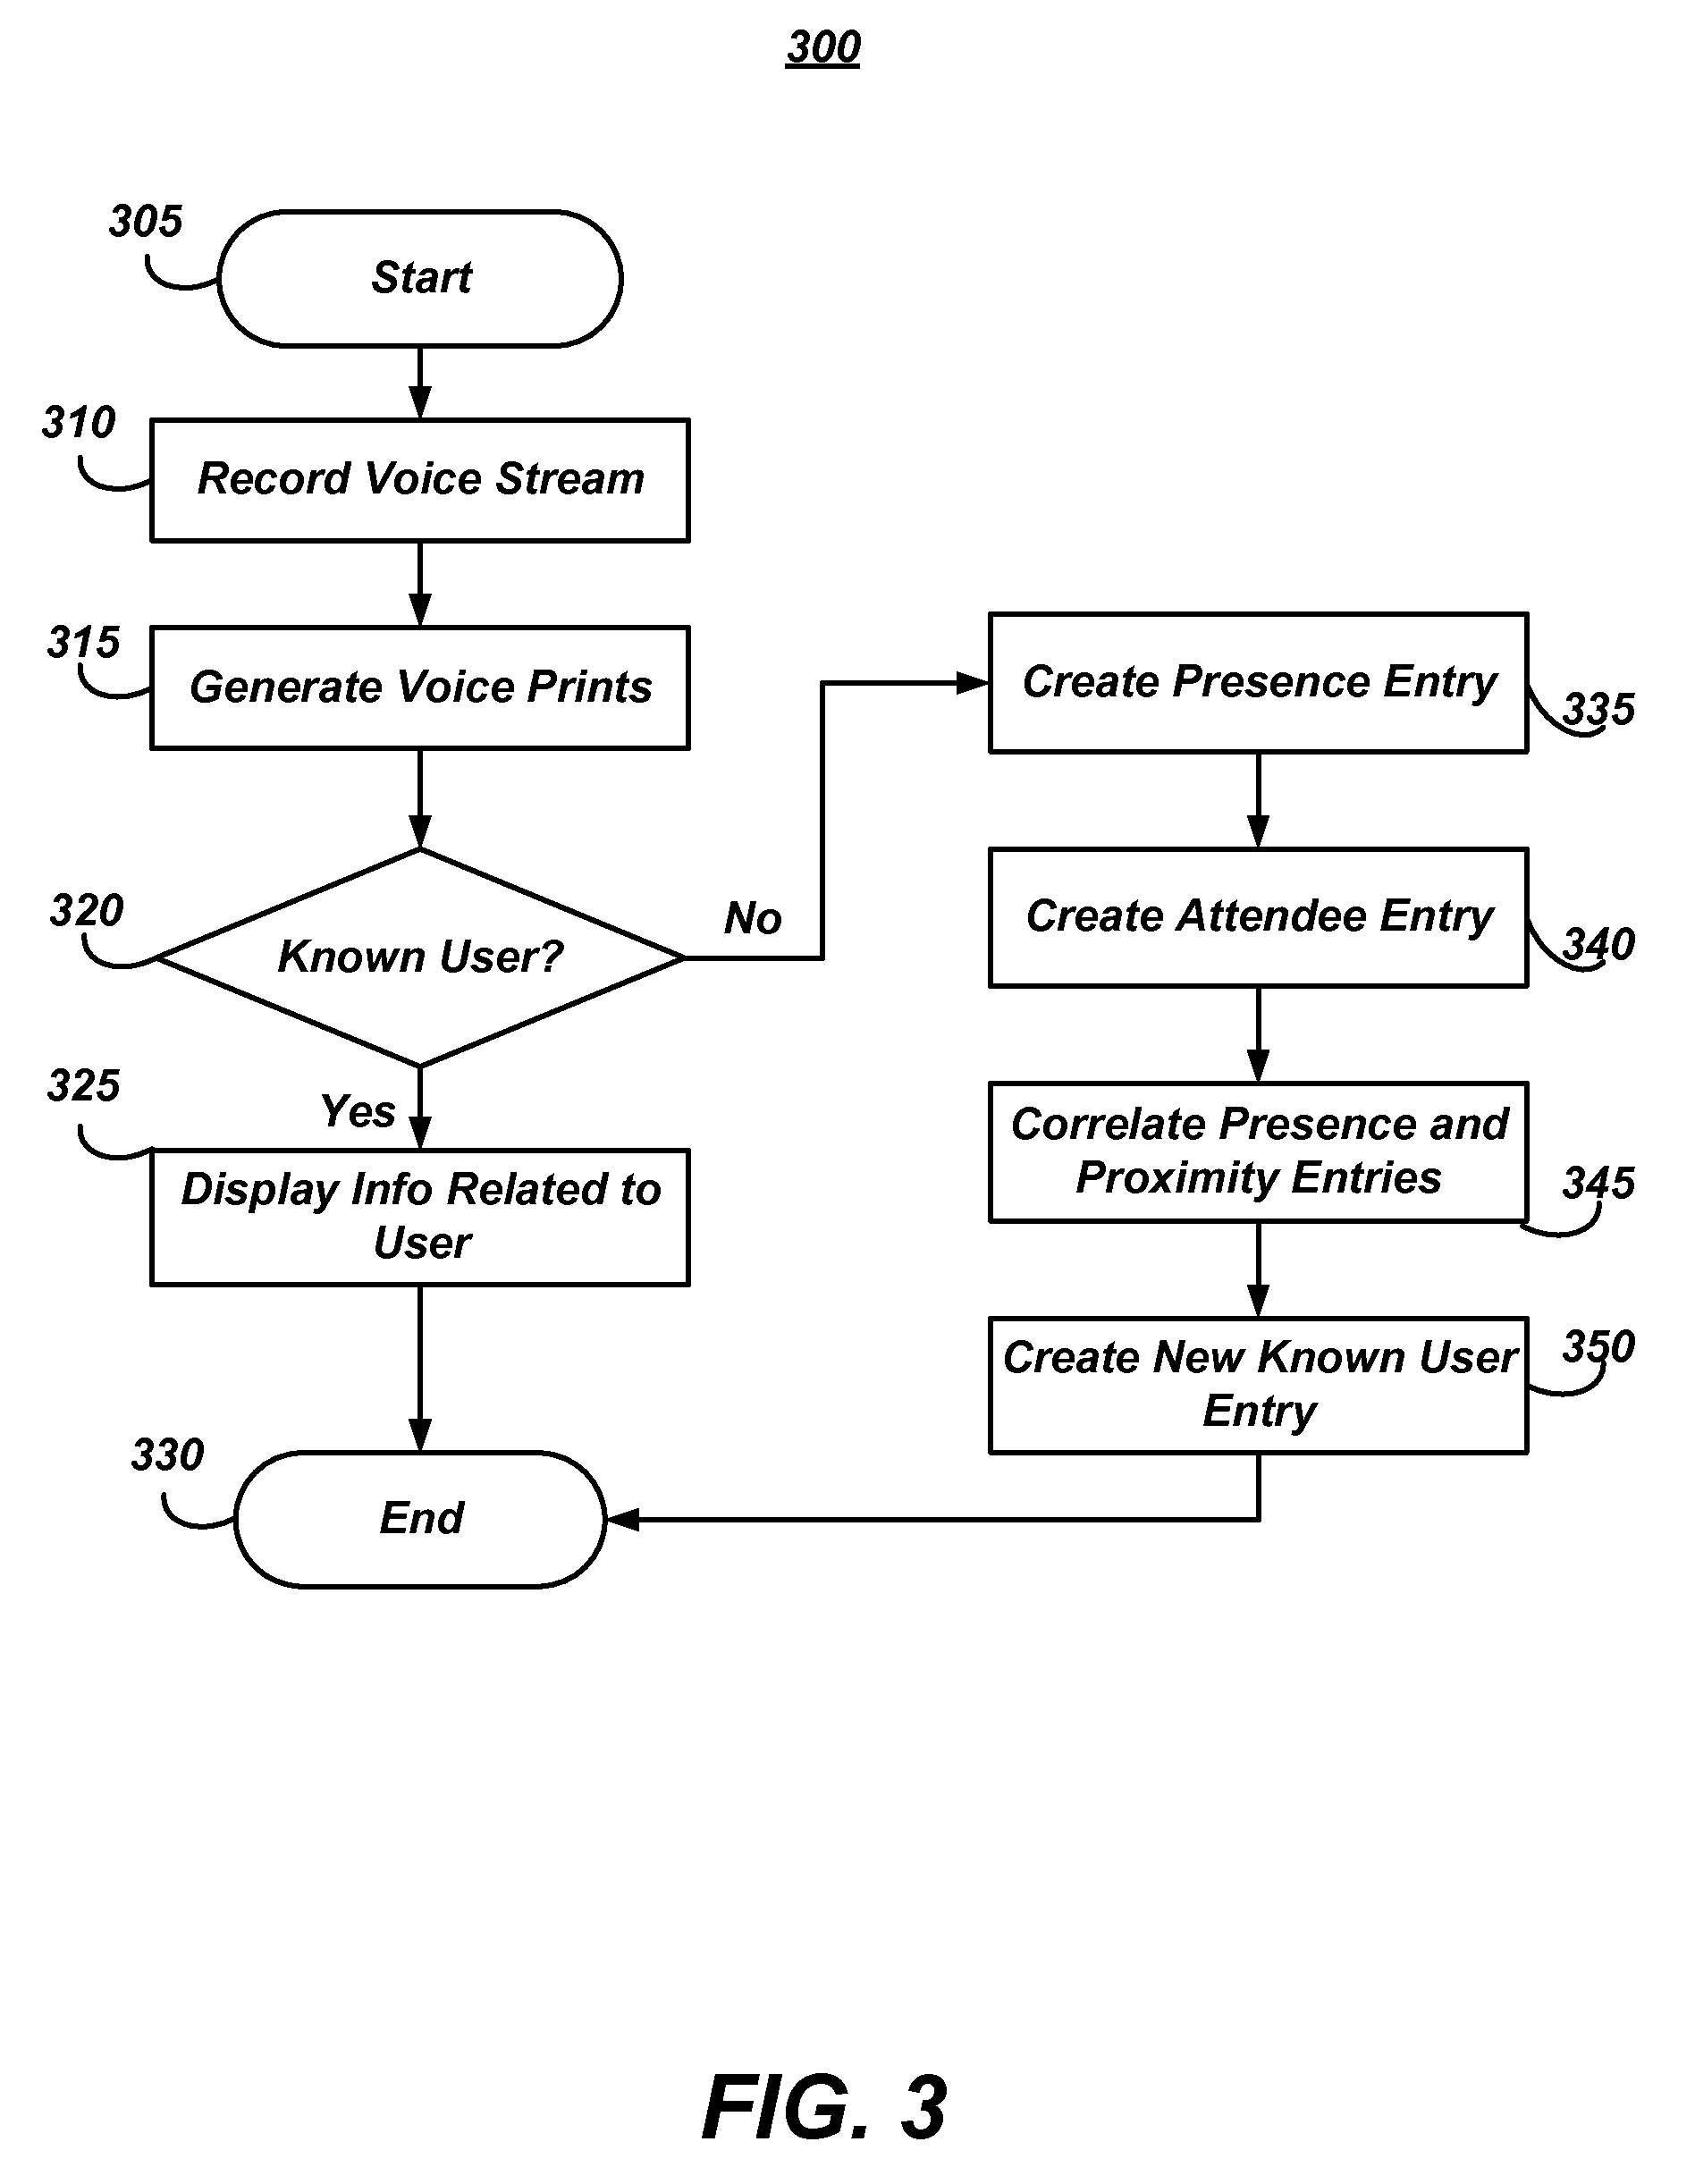 300
305
Start
310
Record Voice Stream
315
Generate Voice Prints
320
Known User?
No
Yes
325
Display Info Related to
User
330
End
Create Presence Entry
335
Create Attendee Entry
340
Correlate Presence and
Proximity Entries
345
Create New Known User
Entry
350
FIG. 3